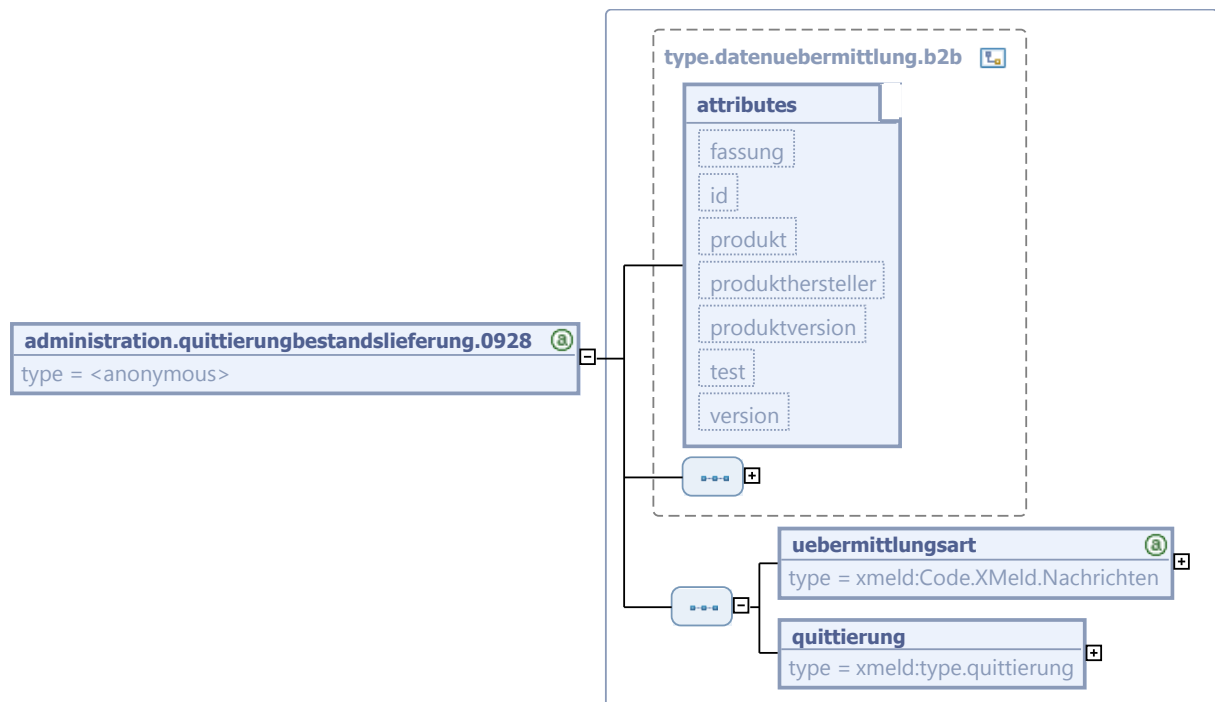 type.datenuebermittlung.b2b
attributes
fassung
id
produkt
produkthersteller
produktversion
test
version
administration.quittierungbestandslieferung.0928
type = <anonymous>
uebermittlungsart
type = xmeld:Code.XMeld.Nachrichten
quittierung
type = xmeld:type.quittierung